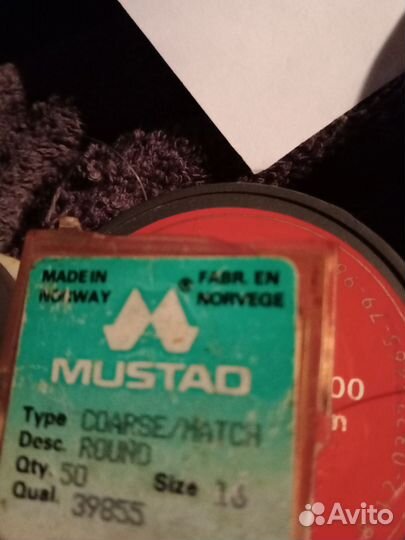 MADE IN NORWAY
FABR. EN NORVEGE
®
MUSTAD
Type COARSE/MATCH
Desc. ROUND
Qty. 50 Size 16
Qual. 39855
00
m
Avito